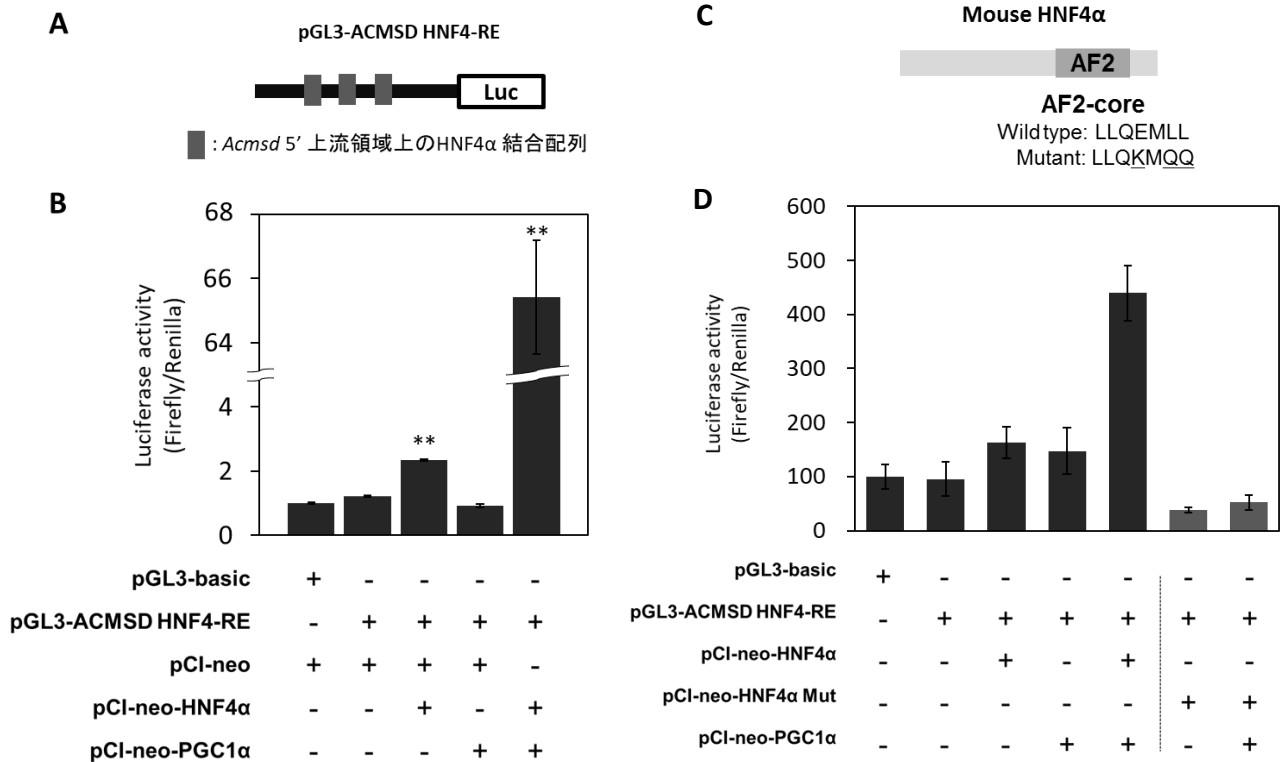 A
pGL3-ACMSD HNF4-RE
Luc
: Acmsd 5’ 上流領域上のHNF4α 結合配列
B
Luciferase activity
(Firefly/Renilla)
68
66
64
4
2
0
**
**
pGL3-basic + - - - -
pGL3-ACMSD HNF4-RE - + + + +
pCI-neo + + + + -
pCI-neo-HNF4α - - + - +
pCI-neo-PGC1α - - - + +
C
Mouse HNF4α
AF2
AF2-core
Wild type: LLQEMLL
Mutant: LLQKMQQ
D
Luciferase activity
(Firefly/Renilla)
600
500
400
300
200
100
0
pGL3-basic + - - - - - -
pGL3-ACMSD HNF4-RE - + + + + + +
pCI-neo-HNF4α - - + - + - -
pCI-neo-HNF4α Mut - - - - - + +
pCI-neo-PGC1α - - - + + - +